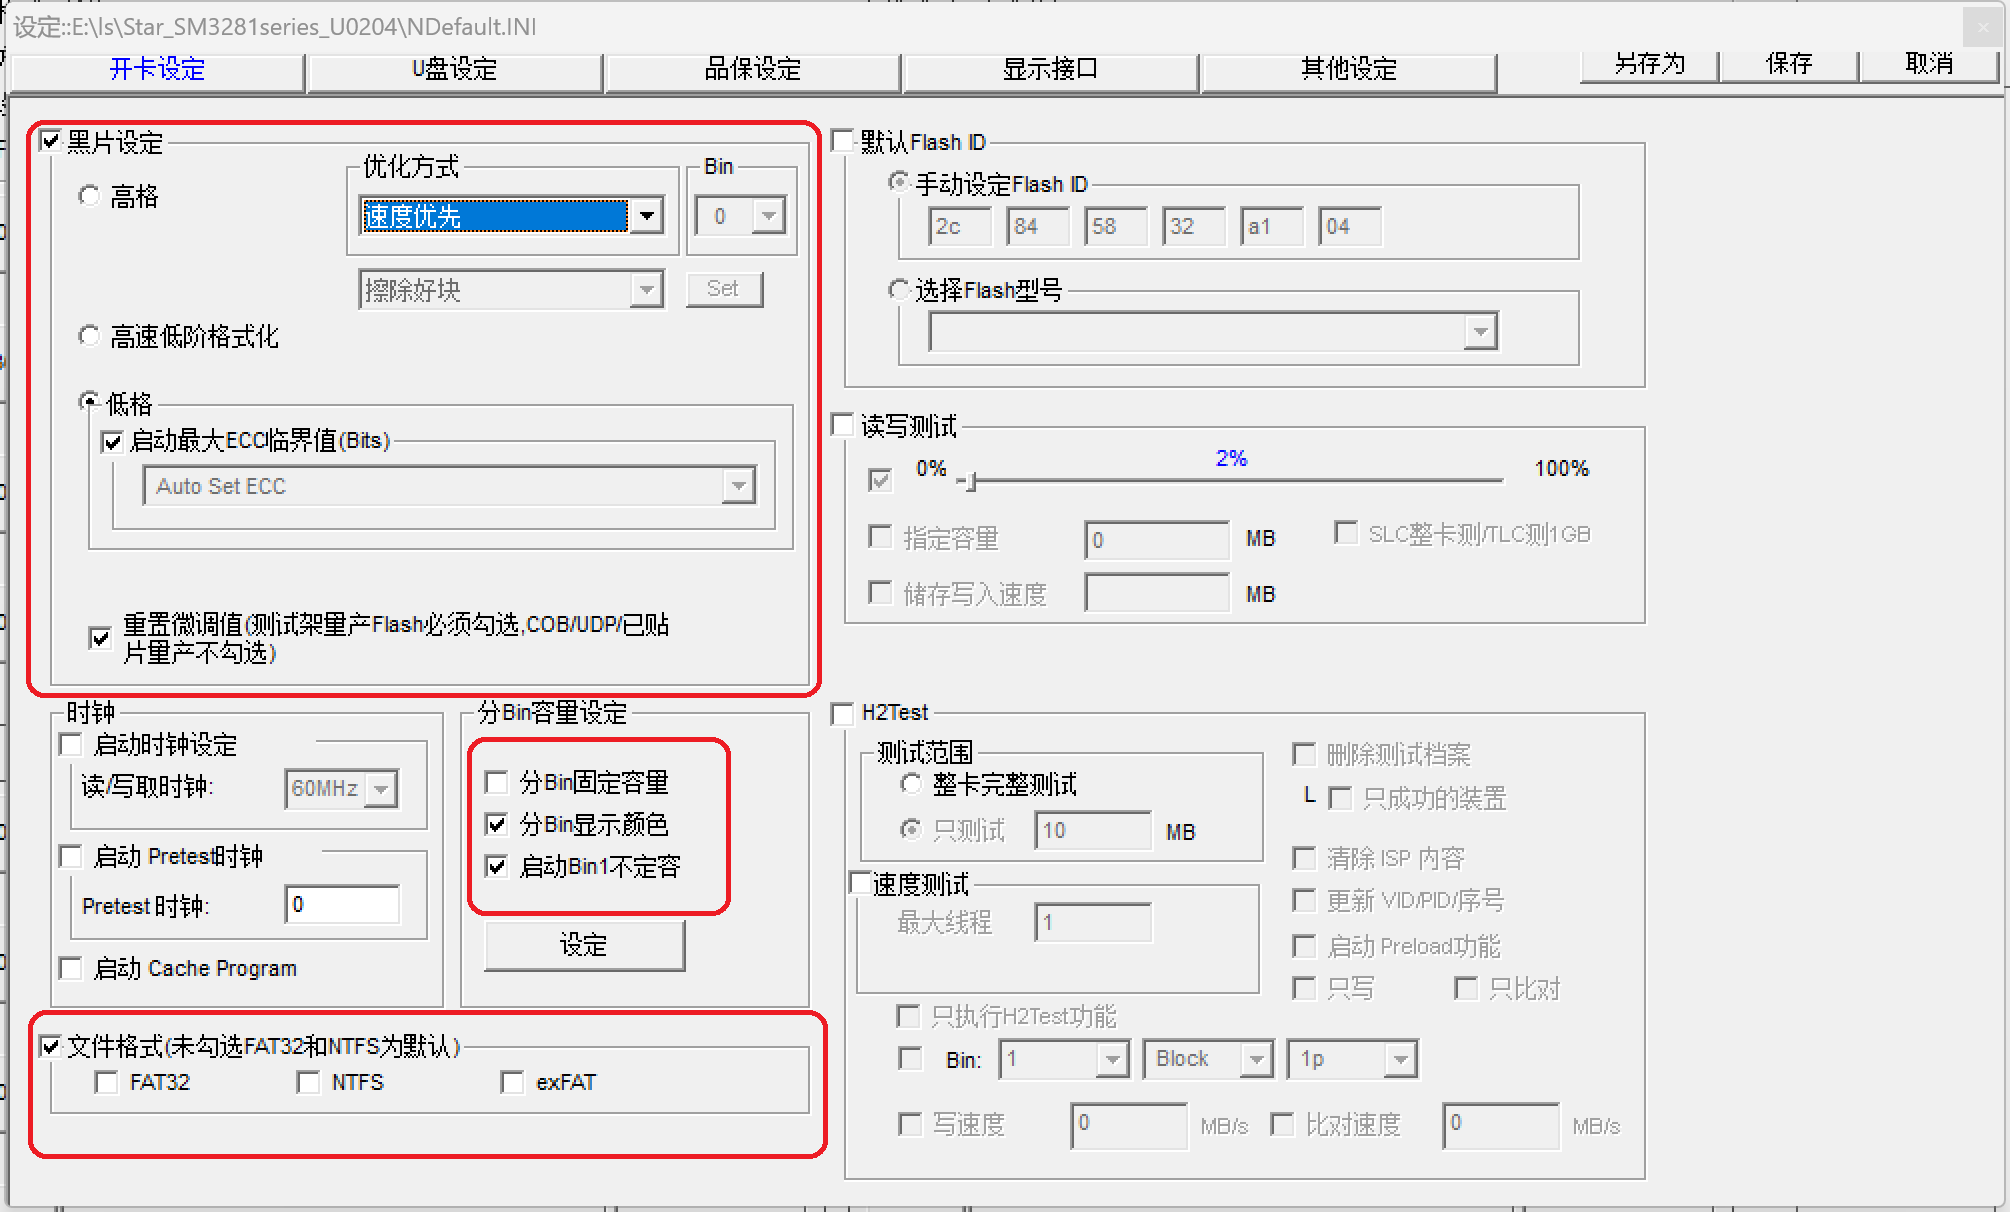 设定::E:\ls\Star_SM3281series_U0204\NDefault.INI
开卡设定
U盘设定
品保设定
显示接口
其他设定
另存为
保存
取消
黑片设定
高格
优化方式
速度优先
Bin
0
擦除好块
Set
高速低阶格式化
低格
启动最大ECC临界值(Bits)
Auto Set ECC
重置微调值(测试架量产Flash必须勾选,COB/UDP/已贴
片量产不勾选)
时钟
启动时钟设定
读/写取时钟:
60MHz
启动 Pretest时钟
Pretest 时钟:
0
启动 Cache Program
分Bin容量设定
分Bin固定容量
分Bin显示颜色
启动Bin1不定容
设定
文件格式(未勾选FAT32和NTFS为默认)
FAT32
NTFS
exFAT
默认Flash ID
手动设定Flash ID
2c
84
58
32
a1
04
选择Flash型号
读写测试
0%
2%
100%
指定容量
0
MB
SLC整卡测/TLC测1GB
储存写入速度
MB
H2Test
测试范围
整卡完整测试
只测试
10
MB
速度测试
最大线程
1
删除测试档案
L
只成功的装置
清除 ISP 内容
更新 VID/PID/序号
启动 Preload功能
只写
只比对
只执行H2Test功能
Bin:
1
Block
1p
写速度
0
MB/s
比对速度
0
MB/s